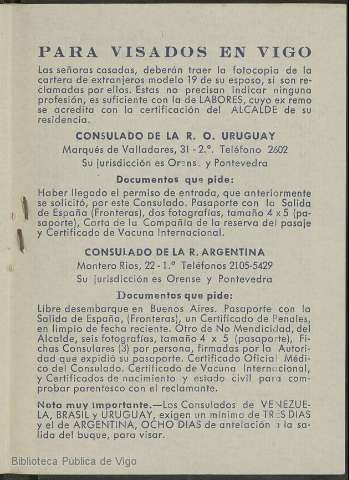 PARA VISADOS EN VIGO
Las señoras casadas, deberán traer la fotocopia de la
cartera de extranjeros modelo 19 de su esposo, si son re-
clamadas por ellos. Estas no precisan indicar ninguna
profesión, es suficiente con la de LABORES, cuyo ex remo
se acredita con la certificación del ALCALDE de su
residencia.
CONSULADO DE LA R. O. URUGUAY
Marqués de Valladares, 31 - 2.º. Teléfono 2602
Su jurisdicción es Orens. y Pontevedra
Documentos que pide:
Haber llegado el permiso de entrada, que anteriormente
se solicitó, por este Consulado. Pasaporte con la Salida
de España (Fronteras), dos fotografías, tamaño 4 x 5 (pa-
saporte), Carta de la Compañía de la reserva del pasaje
y Certificado de Vacuna Internacional.
CONSULADO DE LA R. ARGENTINA
Montero Ríos, 22 - 1.º Teléfonos 2105-5429
Su jurisdicción es Orense y Pontevedra
Documentos que pide:
Libre desembarque en Buenos Aires. Pasaporte con la
Salida de España, (Fronteras), un Certificado de Penales,
en limpio de fecha reciente. Otro de No Mendicidad, del
Alcalde, seis fotografías, tamaño 4 x 5 (pasaporte), Fi-
chas Consulares (3) por persona, firmadas por la Autori-
dad que expidió su pasaporte. Certificado Oficial Médi-
co del Consulado. Certificado de Vacuna Internacional,
y Certificados de nacimiento y estado civil para com-
probar parentesco con el reclamante.
Nota muy importante.—Los Consulados de VENEZUE-
LA, BRASIL y URUGUAY, exigen un mínimo de TRES DIAS
y el de ARGENTINA, OCHO DIAS de antelación a la sa-
lida del buque, para visar.
Biblioteca Pública de Vigo